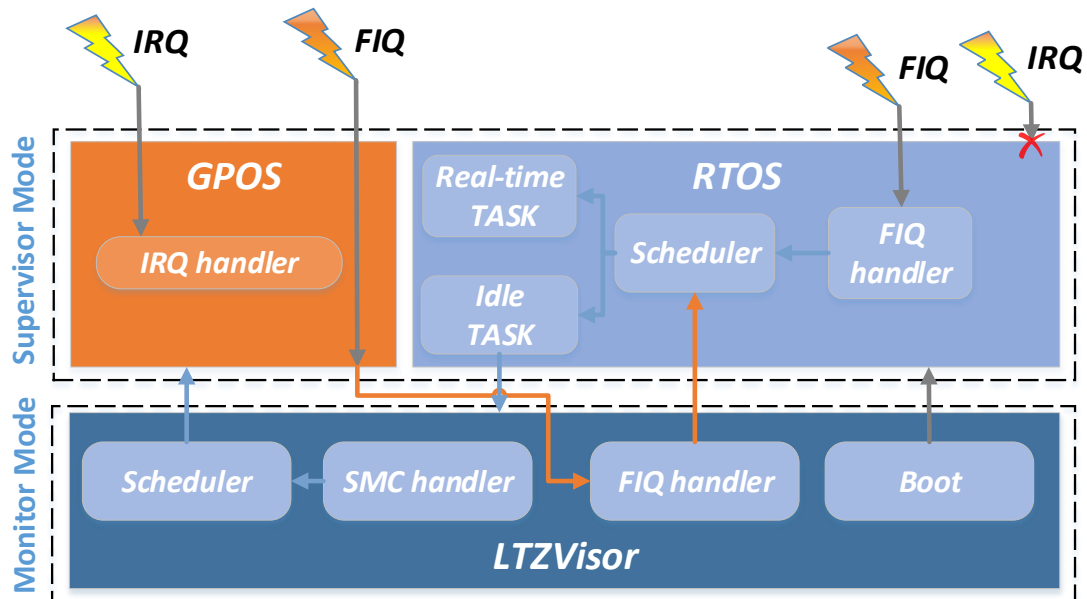 IRQ
FIQ
FIQ
IRQ
Supervisor Mode
GPOS
IRQ handler
RTOS
Real-time
TASK
Scheduler
FIQ
handler
Idle
TASK
Monitor Mode
Scheduler
SMC handler
FIQ handler
Boot
LTZVisor